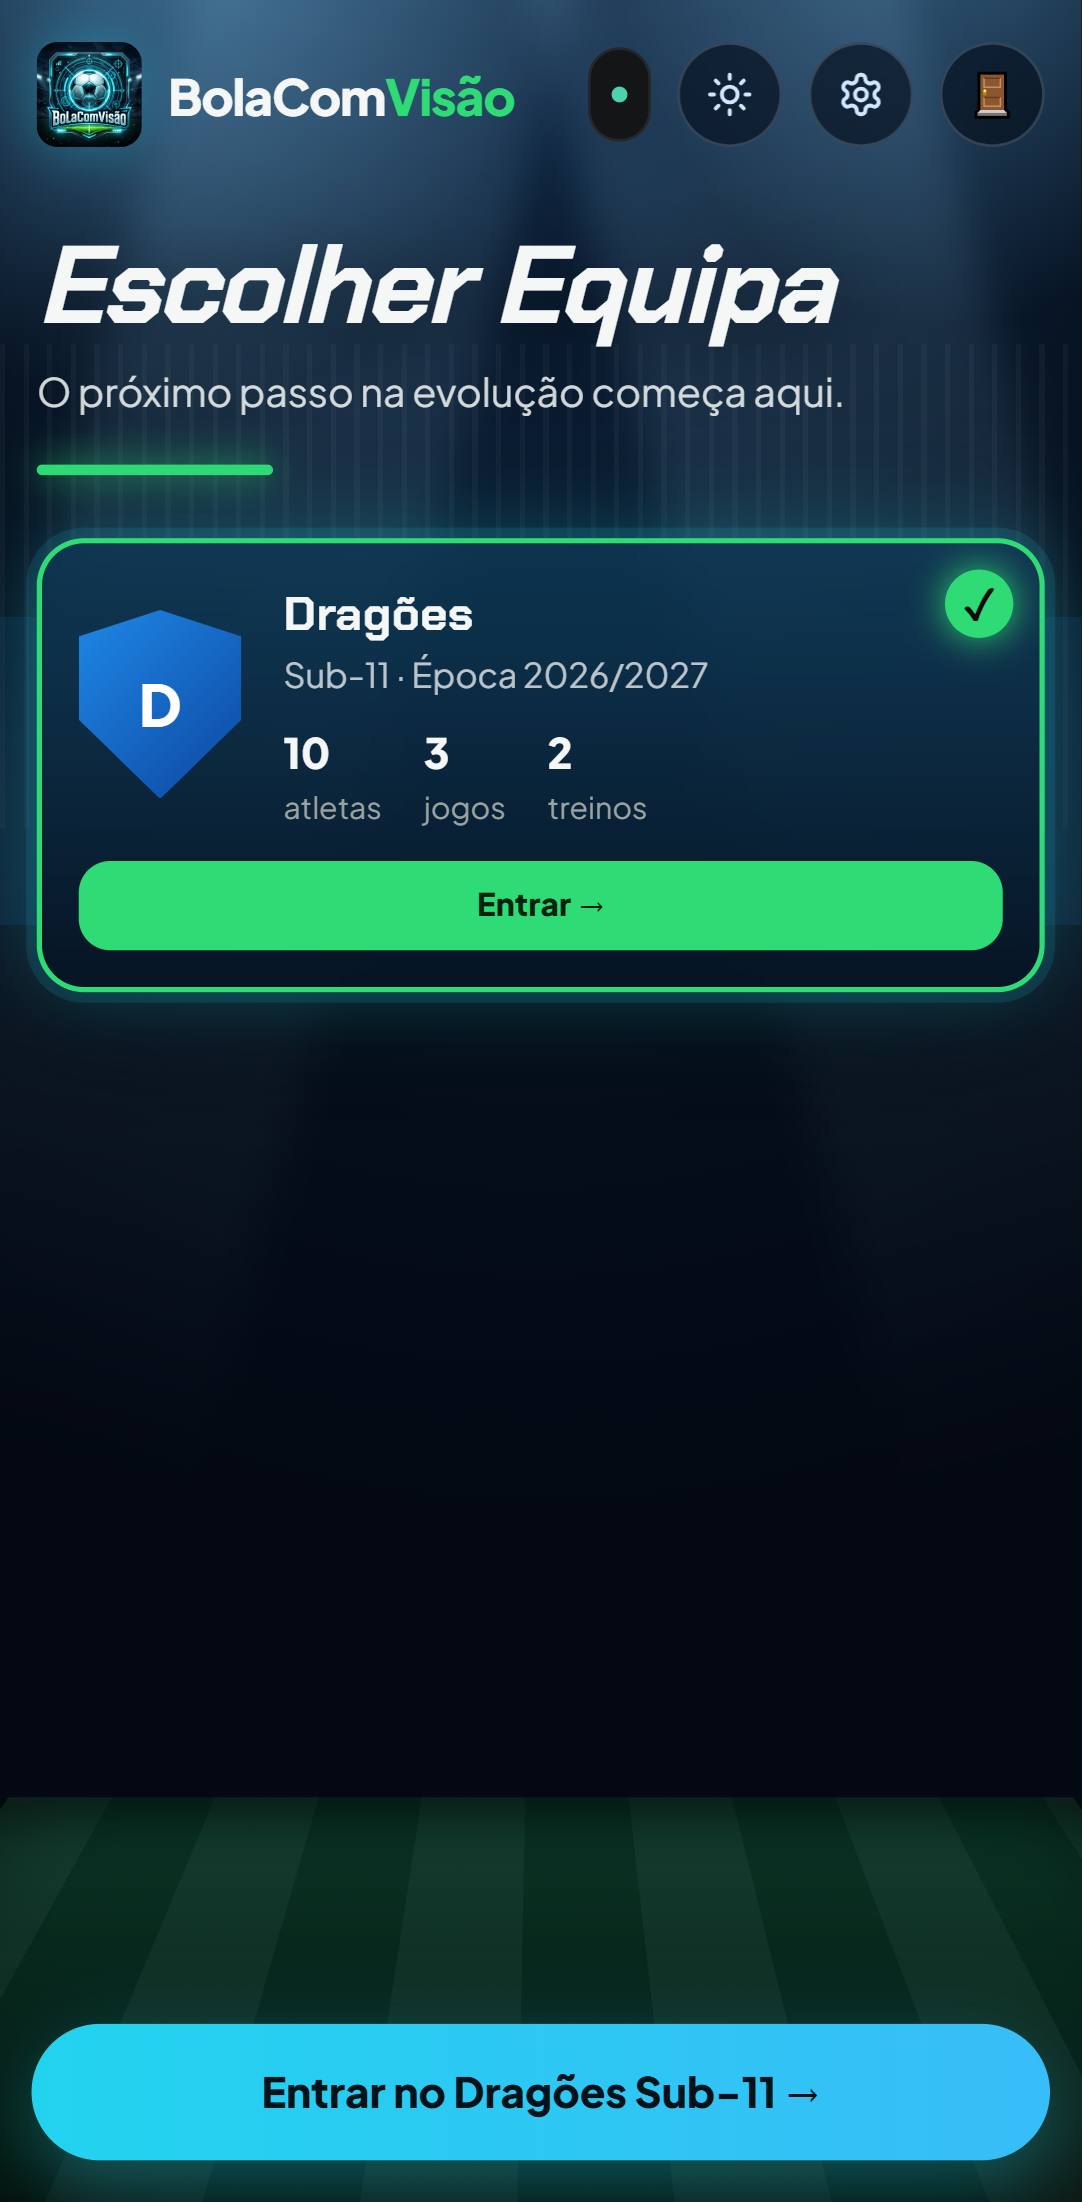 BoLaComVisão
BolaComVisão
Escolher Equipa
O próximo passo na evolução começa aqui.
✓
Dragões
D
Sub-11 · Época 2026/2027
10 3 2
atletas jogos treinos
Entrar →
Entrar no Dragões Sub-11 →